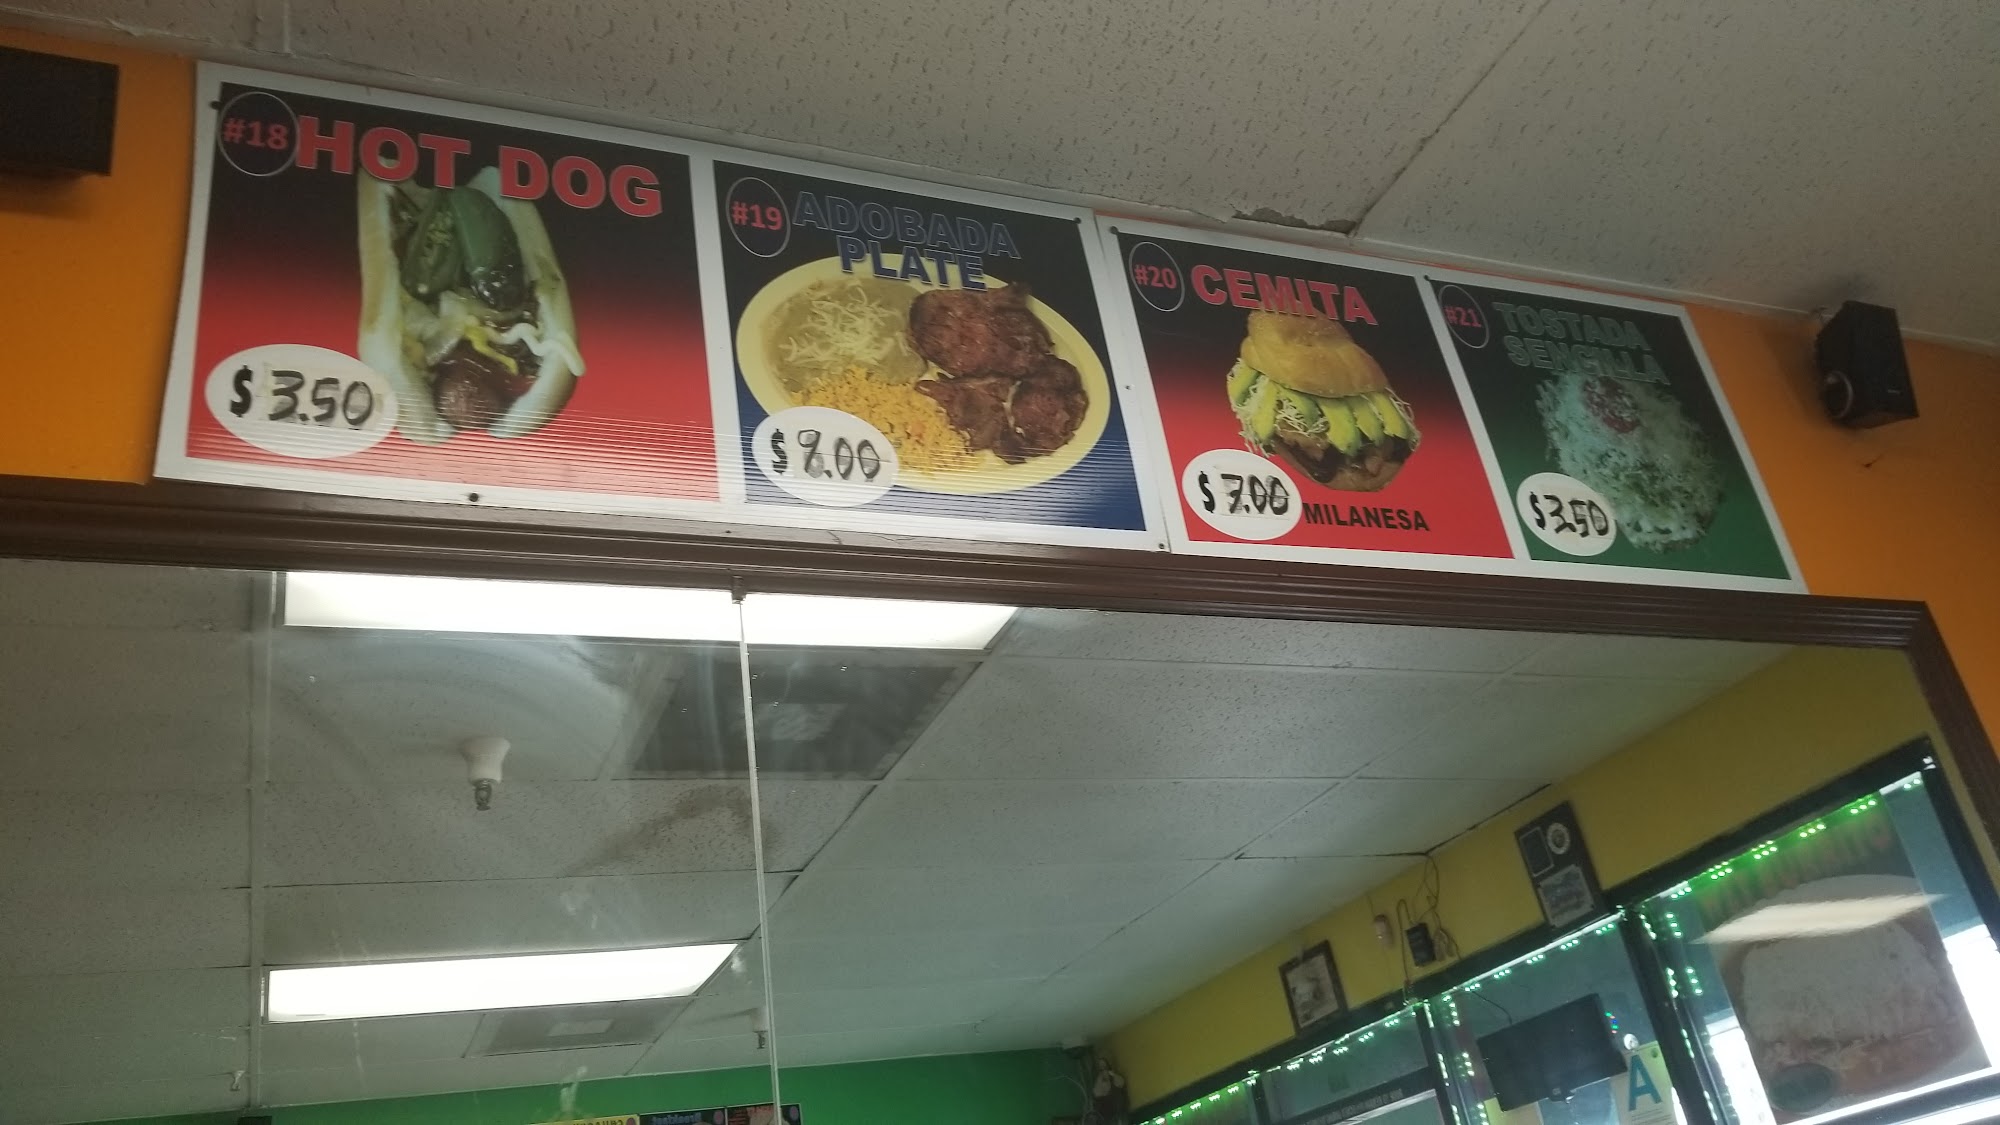 #18
HOT DOG
$ 3.50
#19
ADOBADA
PLATE
$ 9.00
#20
CEMITA
$ 7.00
MILANESA
#21
TOSTADA
SENCILLA
$ 3.50
A